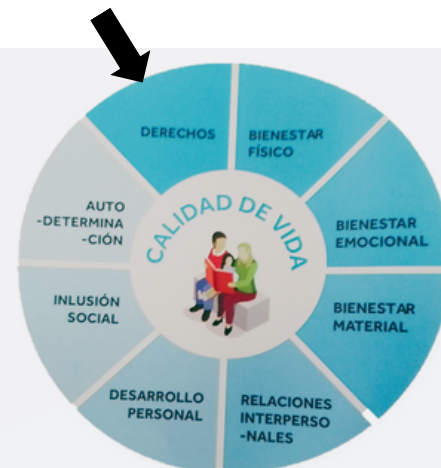 DERECHOS
BIENESTAR
FÍSICO
BIENESTAR
EMOCIONAL
BIENESTAR
MATERIAL
RELACIONES
INTERPERSO
-NALES
DESARROLLO
PERSONAL
INLUSIÓN
SOCIAL
AUTO
-DETERMINA
-CIÓN
CALIDAD DE VIDA